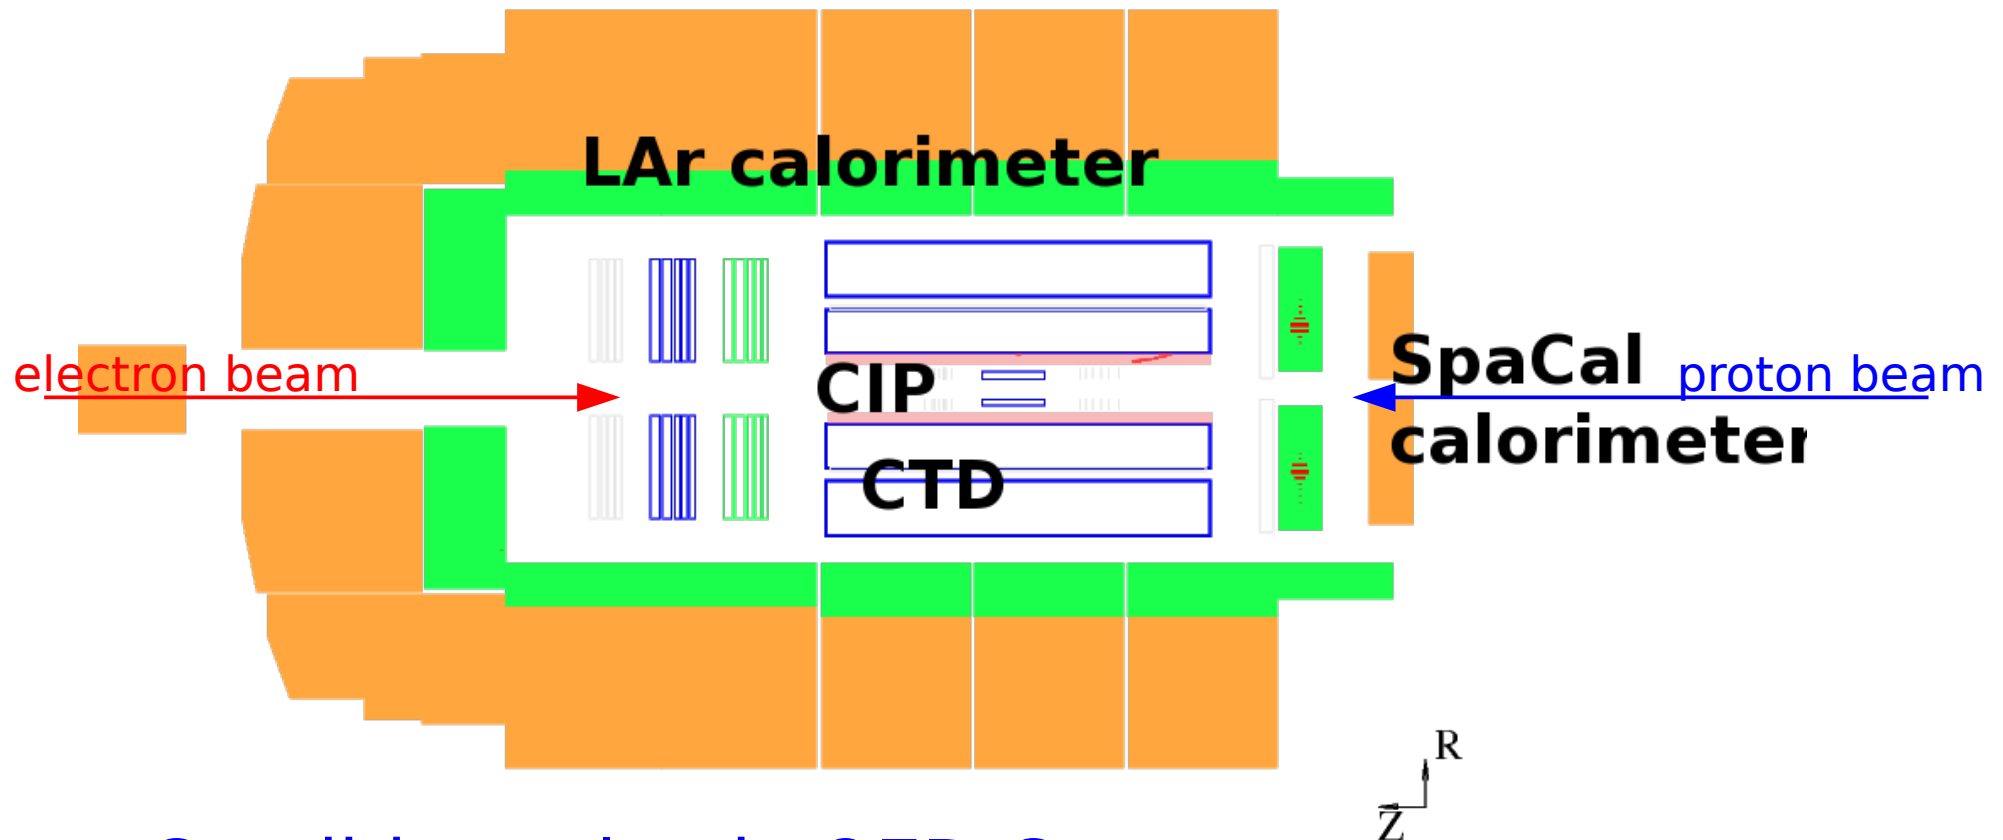 LAr calorimeter
electron beam
CIP
SpaCal
proton beam
calorimeter
CTD
R
Z